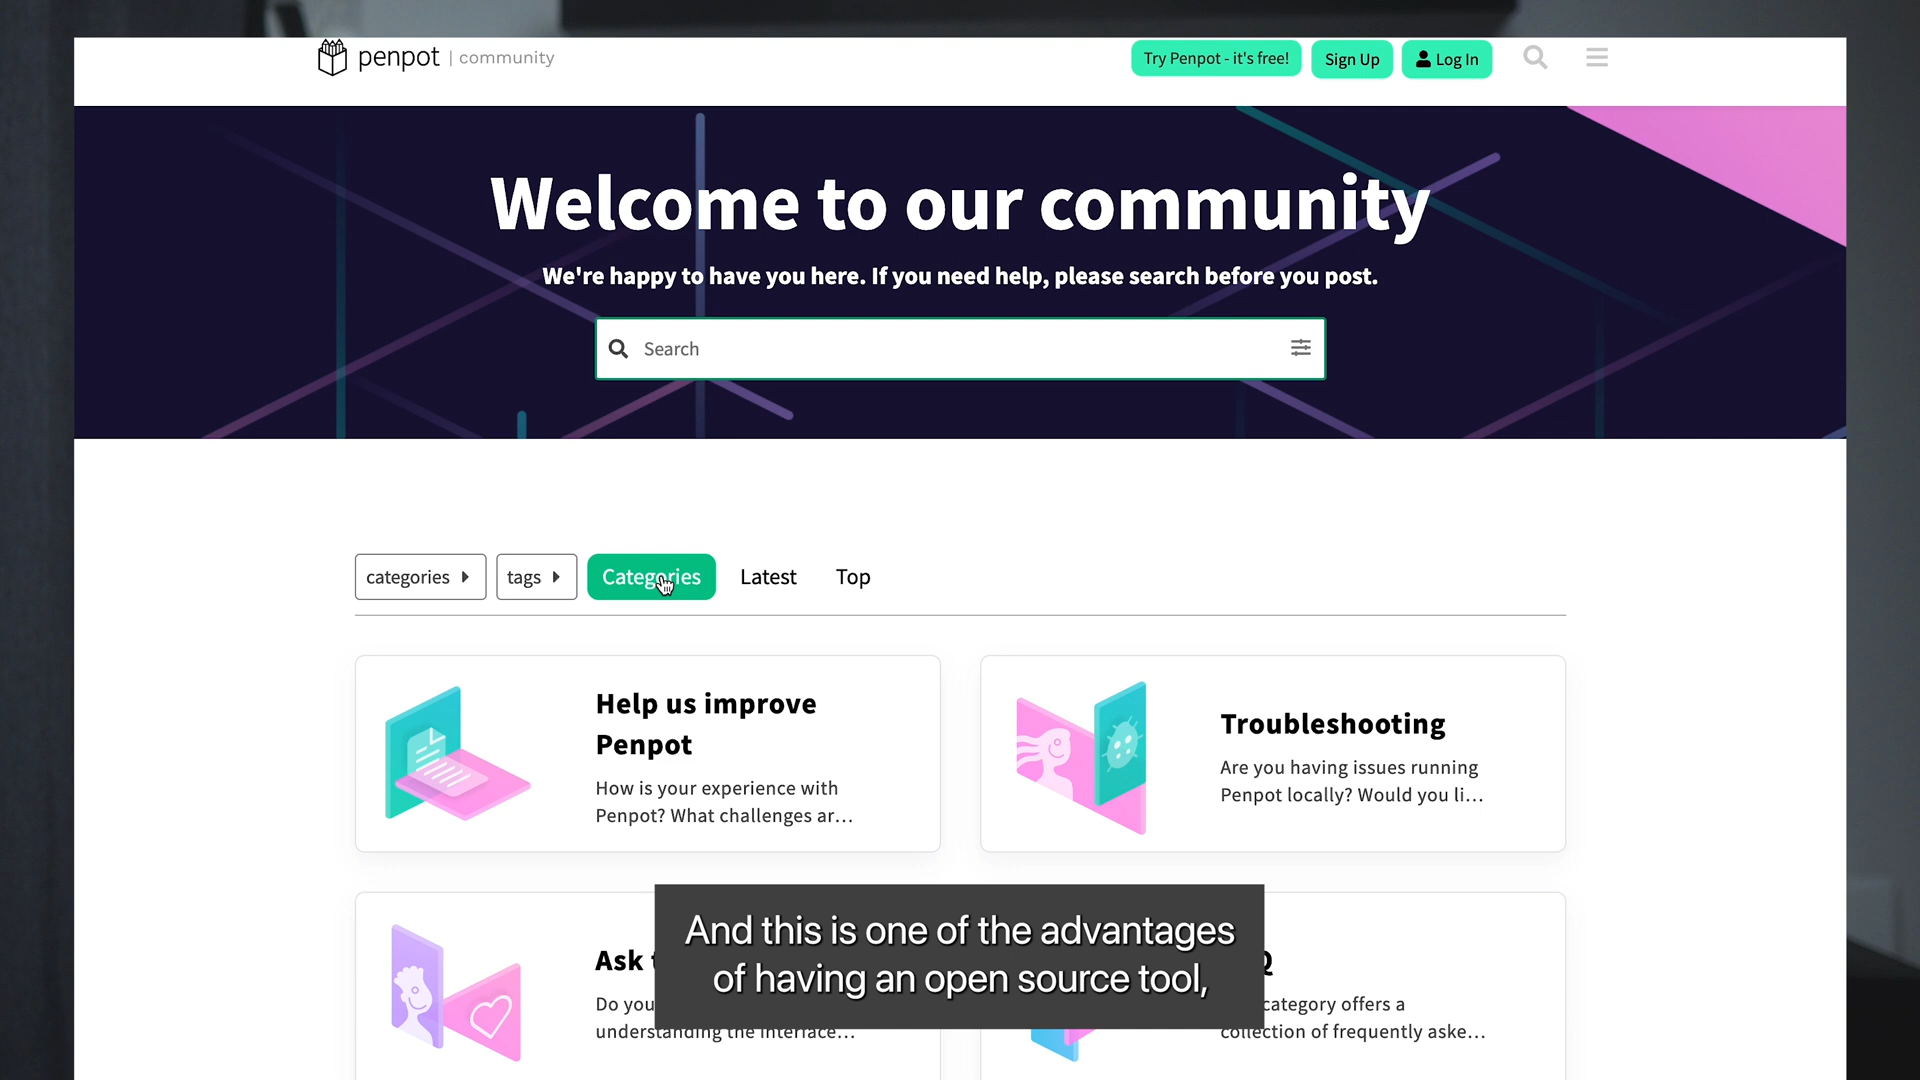 penpot | community
Try Penpot - it's free!
Sign Up
Log In
Welcome to our community
We're happy to have you here. If you need help, please search before you post.
Search
categories
tags
Categories
Latest
Top
Help us improve
Penpot
How is your experience with
Penpot? What challenges ar...
Troubleshooting
Are you having issues running
Penpot locally? Would you li...
Ask
Do you
understanding the interface...
Q
category offers a
collection of frequently aske...
And this is one of the advantages
of having an open source tool,